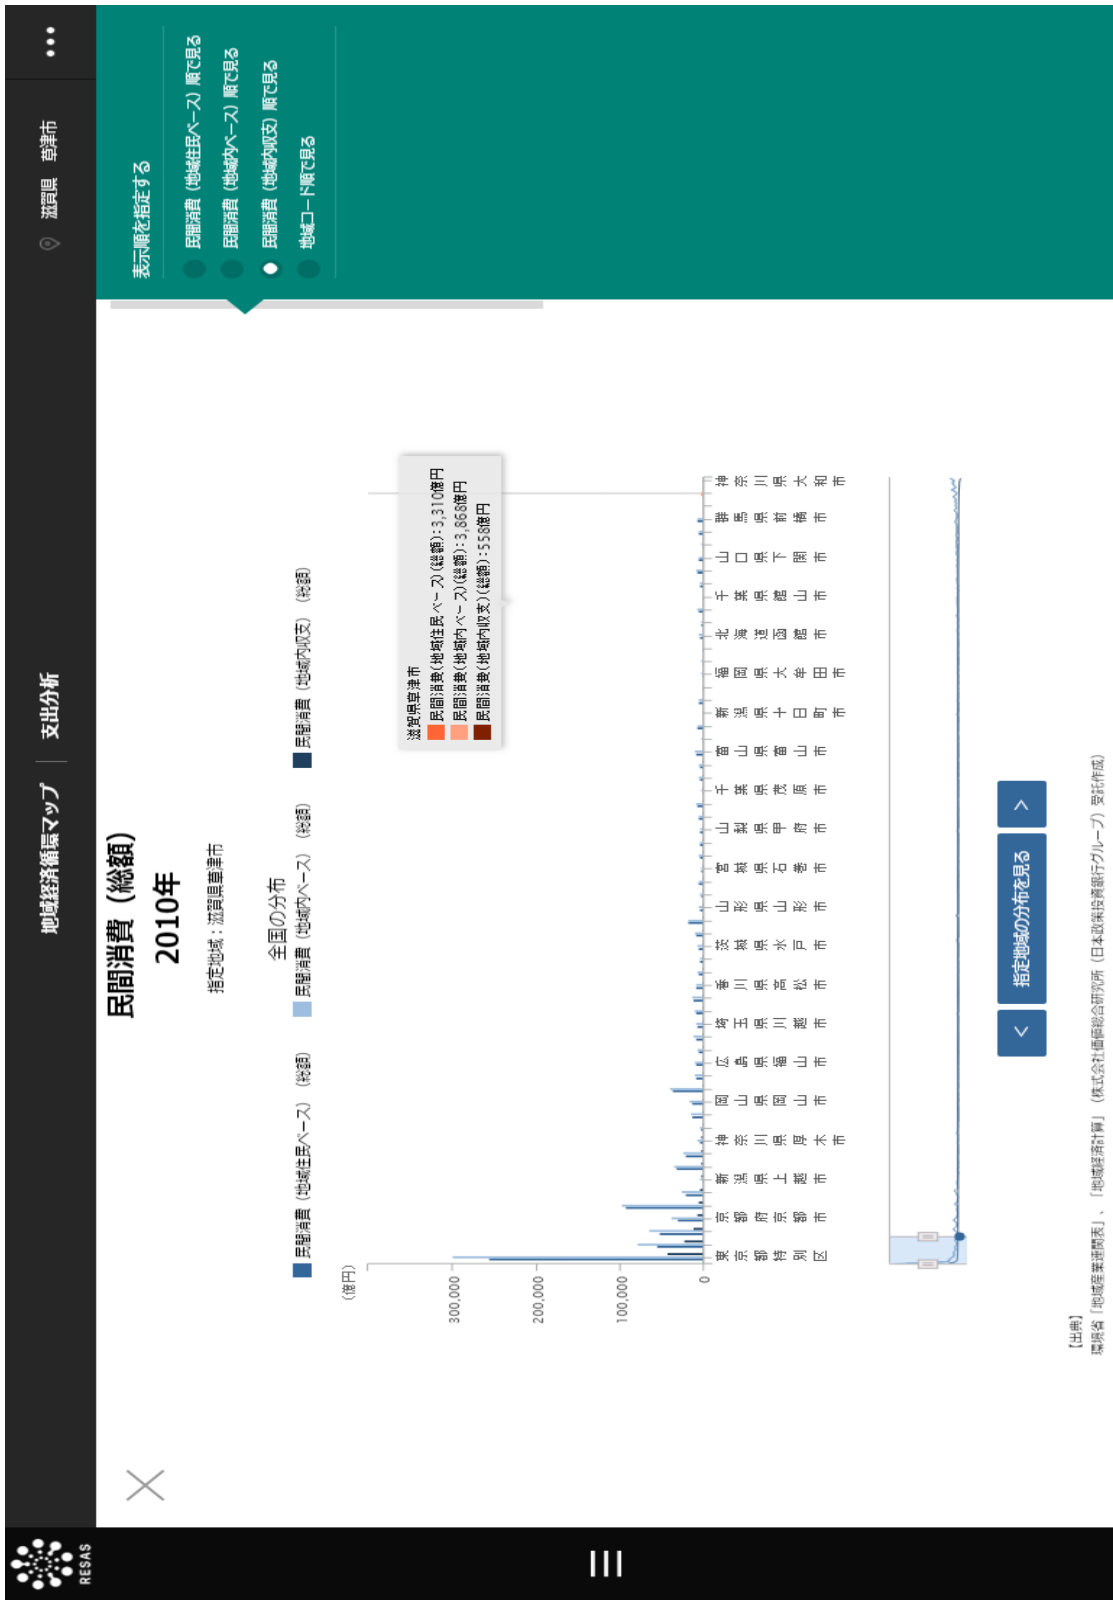 RESAS
地域経済循環マップ | 支出分析
滋賀県 草津市
民間消費（総額）
2010年
指定地域：滋賀県草津市
全国の分布
民間消費（地域住民ベース）（総額）
民間消費（地域内ベース）（総額）
民間消費（地域内収支）（総額）
(億円)
300,000
200,000
100,000
0
滋賀県草津市
民間消費(地域住民ベース)(総額):3,310億円
民間消費(地域内ベース)(総額):3,868億円
民間消費(地域内収支)(総額):558億円
東京都特別区
京都府京都市
新潟県上越市
神奈川県厚木市
岡山県岡山市
広島県福山市
埼玉県川越市
香川県高松市
茨城県水戸市
山形県山形市
宮城県石巻市
山梨県甲府市
千葉県茂原市
富山県富山市
新潟県十日町市
福岡県大牟田市
北海道函館市
千葉県館山市
山口県下関市
群馬県前橋市
神奈川県大和市
< 指定地域の分布を見る >
【出典】
環境省「地域産業連関表」、「地域経済計算」（株式会社価値総合研究所（日本政策投資銀行グループ）受託作成）
表示順を指定する
民間消費（地域住民ベース）順で見る
民間消費（地域内ベース）順で見る
民間消費（地域内収支）順で見る
地域コード順で見る